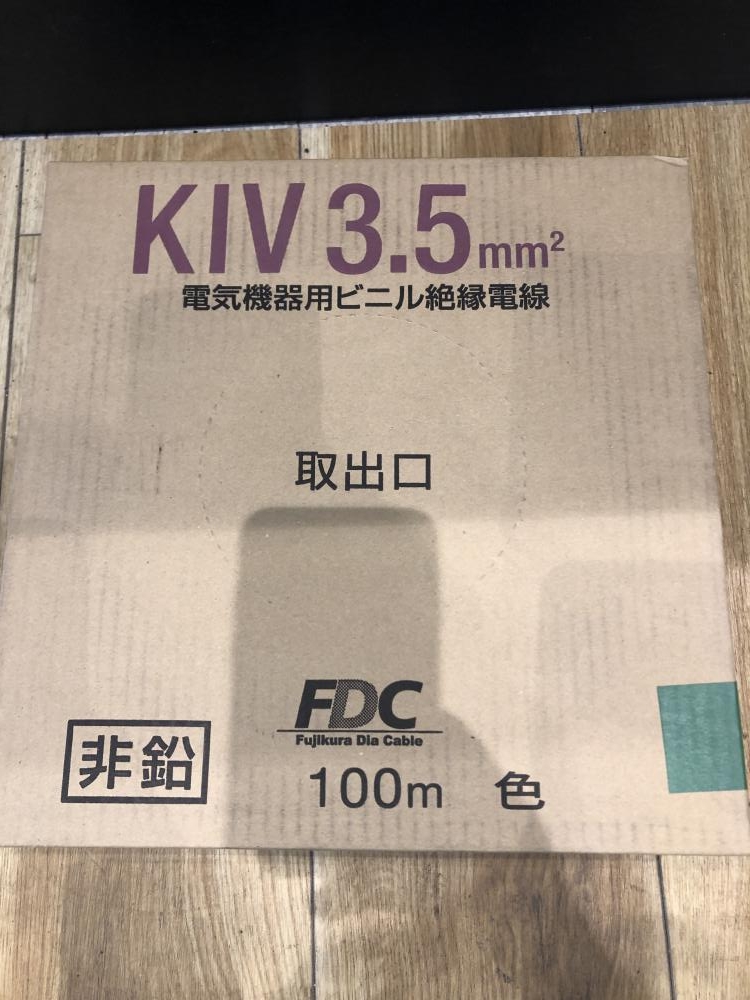 KIV 3.5mm²
電気機器用ビニル絶縁電線
取出口
FDC
Fujikura Dia Cable
非鉛
100m 色